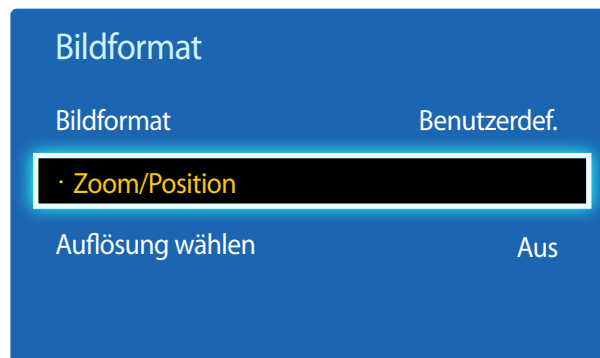 Bildformat
Bildformat Benutzerdef.
· Zoom/Position
Auflösung wählen Aus